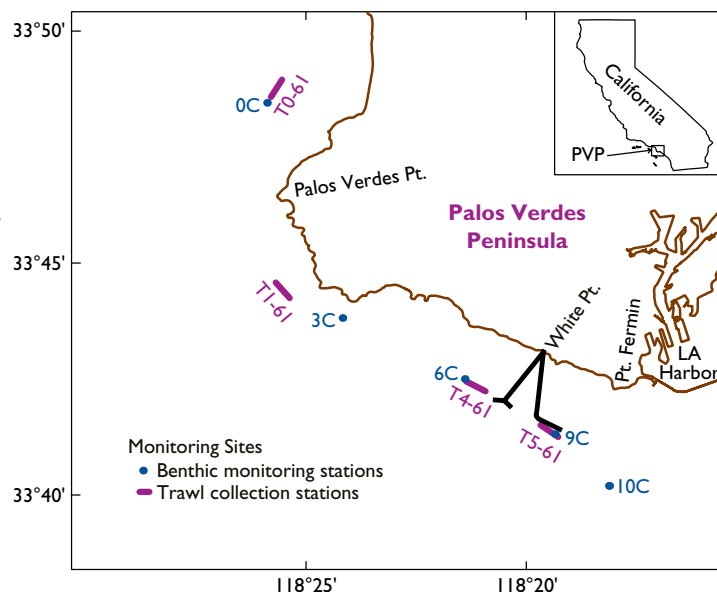 33°50'
33°45'
33°40'
118°25'
118°20'
0C
T0-61
Palos Verdes Pt.
Palos Verdes
Peninsula
T1-61
3C
White Pt.
Pt. Fermin
LA
Harbor
6C
T4-61
T5-61
9C
10C
Monitoring Sites
Benthic monitoring stations
Trawl collection stations
California
PVP